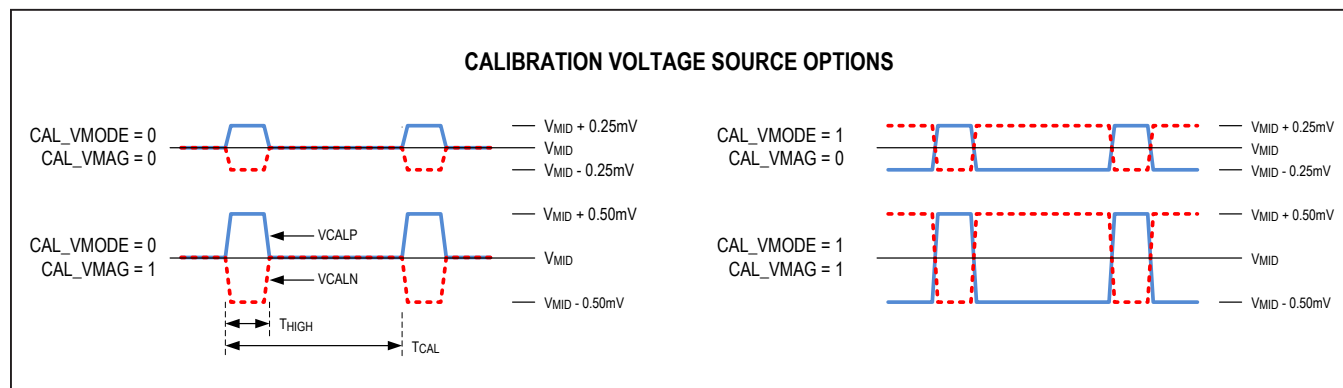 CALIBRATION VOLTAGE SOURCE OPTIONS
CAL_VMODE = 0
CAL_VMAG = 0
VMID + 0.25mV
VMID
VMID - 0.25mV
CAL_VMODE = 0
CAL_VMAG = 1
VCALP
VCALN
VMID + 0.50mV
VMID
VMID - 0.50mV
THIGH
TCAL
CAL_VMODE = 1
CAL_VMAG = 0
VMID + 0.25mV
VMID
VMID - 0.25mV
CAL_VMODE = 1
CAL_VMAG = 1
VMID + 0.50mV
VMID
VMID - 0.50mV